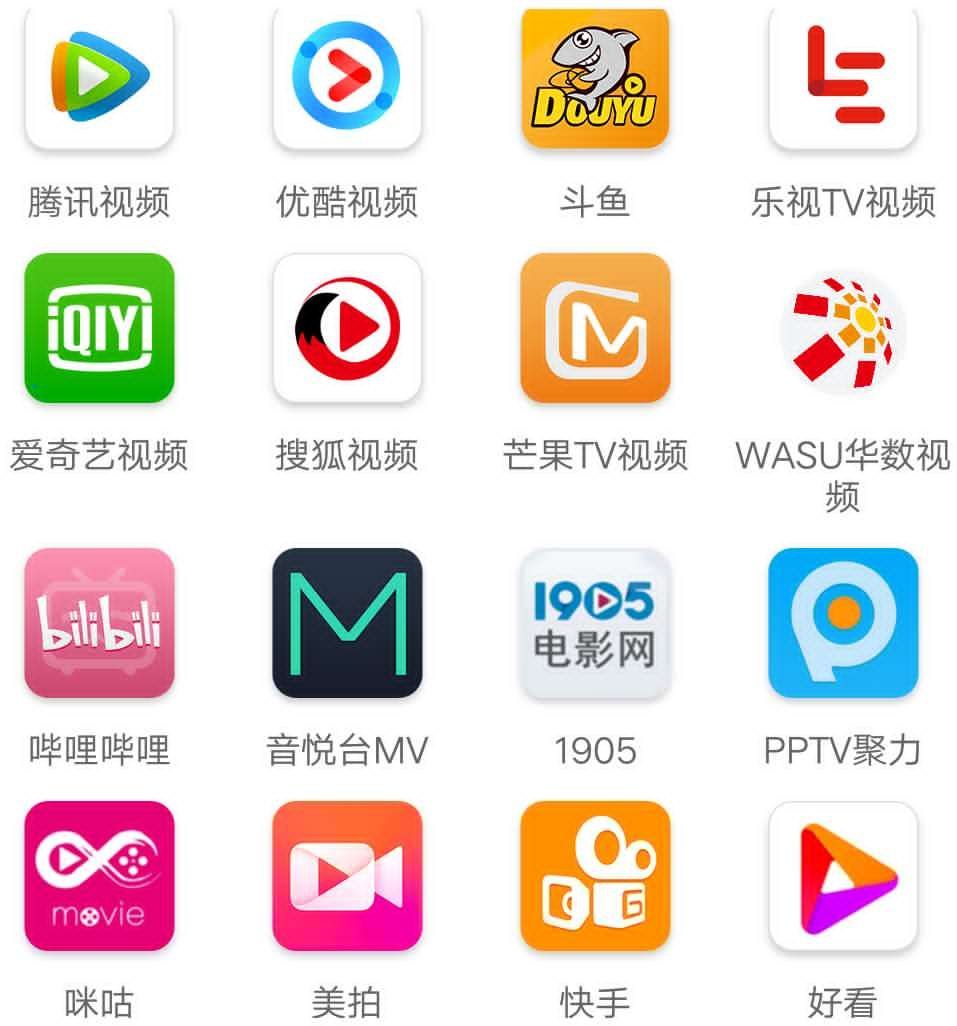 DOUYU
腾讯视频
优酷视频
斗鱼
乐视TV视频
iQIYI
爱奇艺视频
搜狐视频
芒果TV视频
WASU华数视
频
bilibili
M
1905
电影网
哔哩哔哩
音悦台MV
1905
PPTV聚力
movie
咪咕
美拍
快手
好看